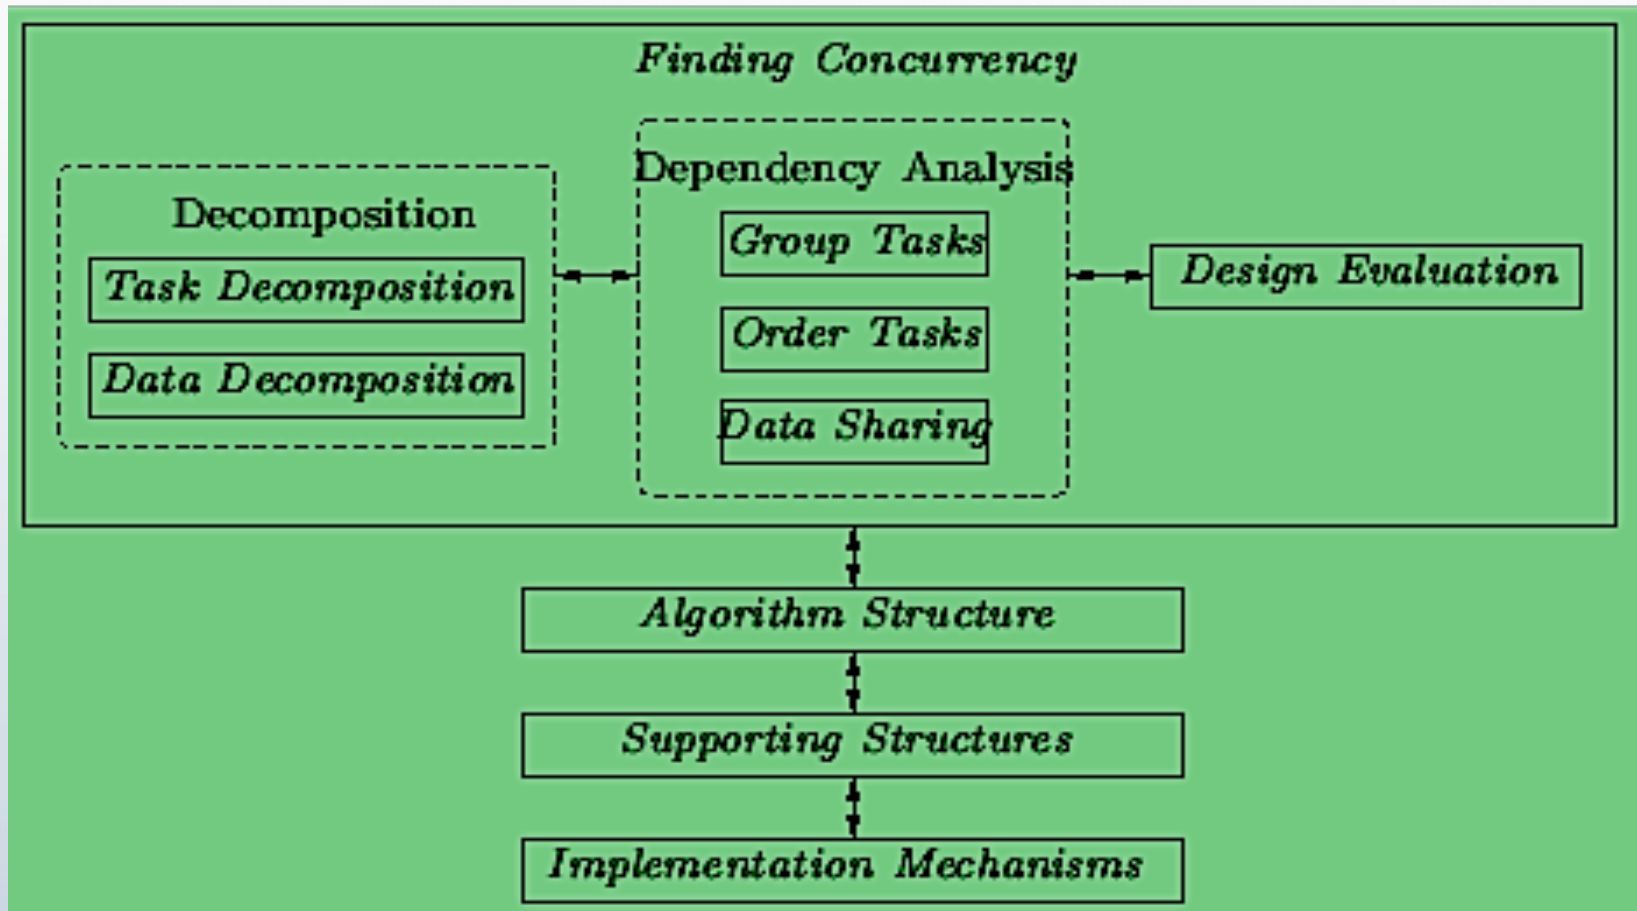 Finding Concurrency
Decomposition
Task Decomposition
Data Decomposition
Dependency Analysis
Group Tasks
Order Tasks
Data Sharing
Design Evaluation
Algorithm Structure
Supporting Structures
Implementation Mechanisms